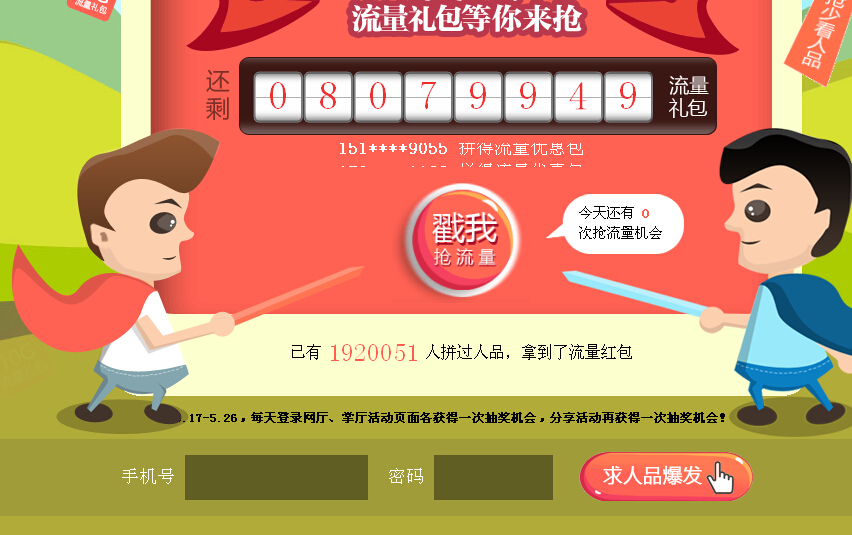 流量礼包
流量礼包等你来抢
抢少看人品
还剩
0 8 0 7 9 9 4 9
流量
礼包
151****9055 拼得流量优惠包
戳我
抢流量
今天还有 0
次抢流量机会
已有 1920051 人拼过人品，拿到了流量红包
.17-5.26，每天登录网厅、掌厅活动页面各获得一次抽奖机会，分享活动再获得一次抽奖机会！
手机号
密码
求人品爆发